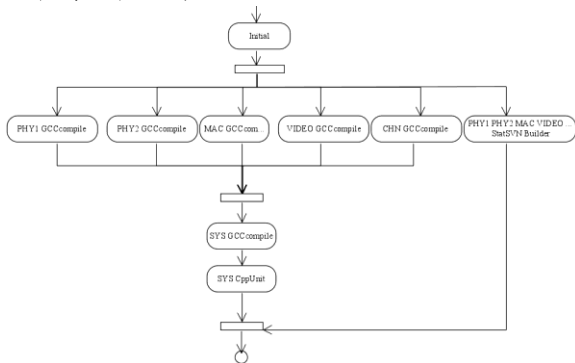 Initial
PHY1 GCCcompile
PHY2 GCCcompile
MAC GCCcom...
VIDEO GCCcompile
CHN GCCcompile
PHY1 PHY2 MAC VIDEO ...
StatSVN Builder
SYS GCCcompile
SYS CppUnit